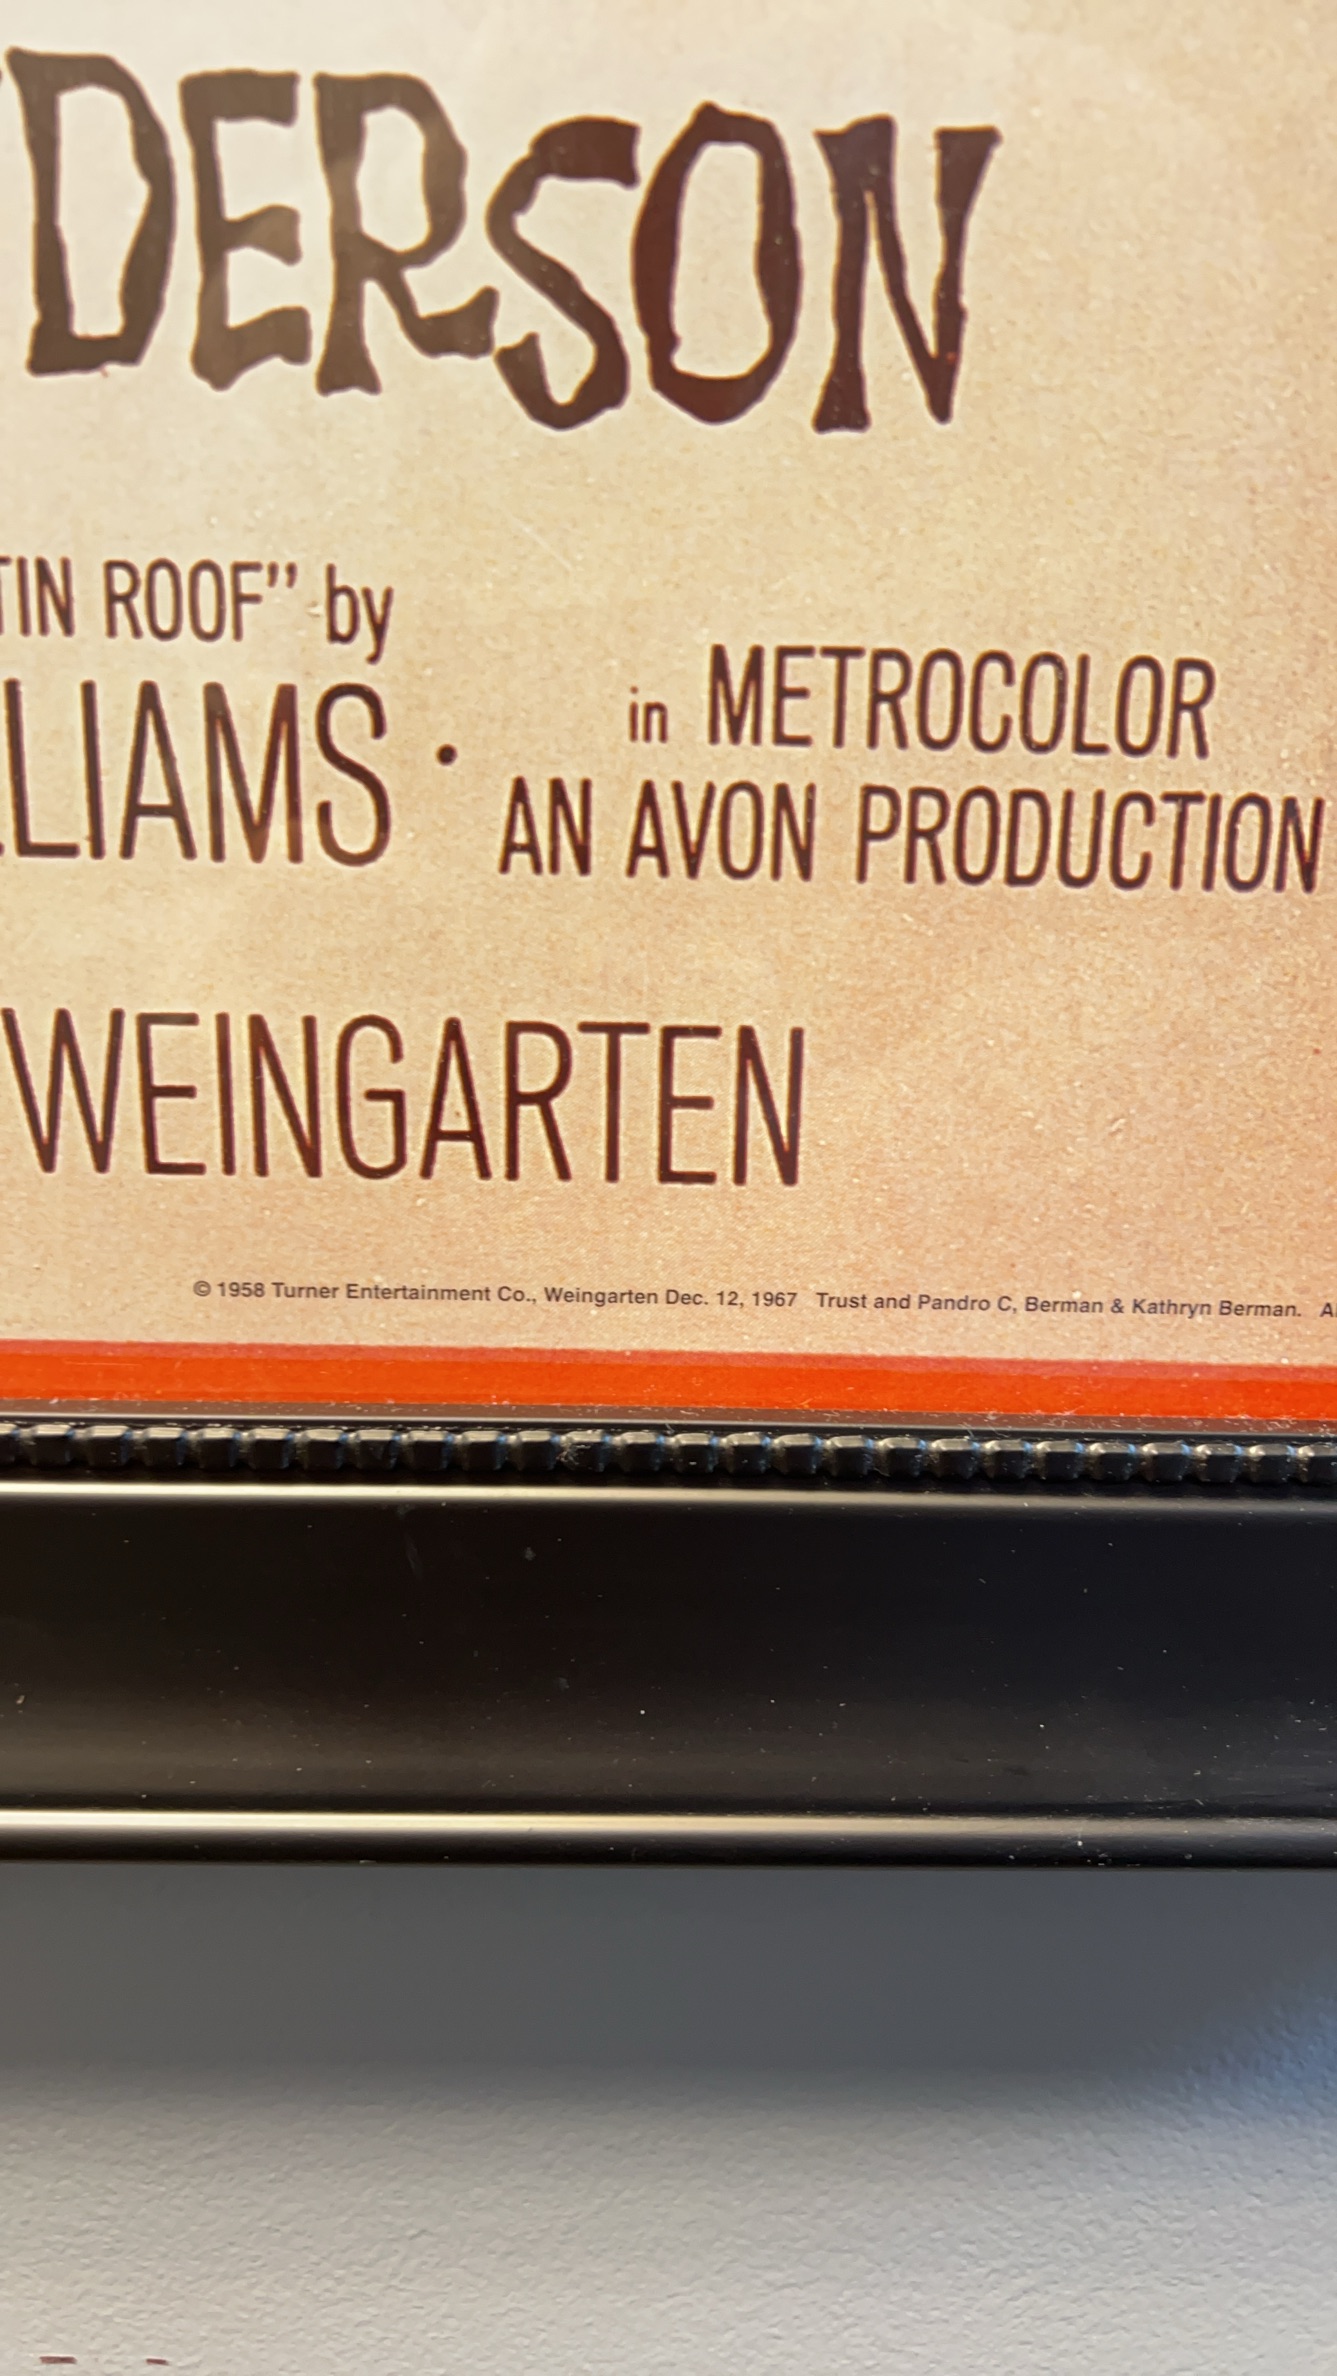 DERSON
TIN ROOF" by
LLIAMS • in METROCOLOR
AN AVON PRODUCTION
WEINGARTEN
© 1958 Turner Entertainment Co., Weingarten Dec. 12, 1967 Trust and Pandro C, Berman & Kathryn Berman. A